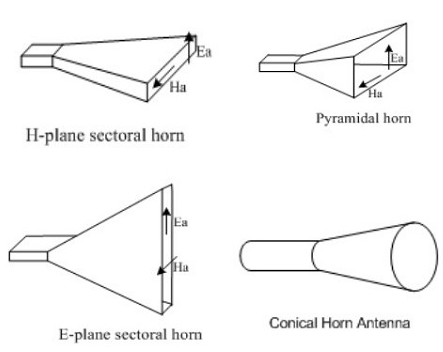 Ea
Ha
H-plane sectoral horn
Ea
Ha
Pyramidal horn
Ea
Ha
E-plane sectoral horn
Conical Horn Antenna